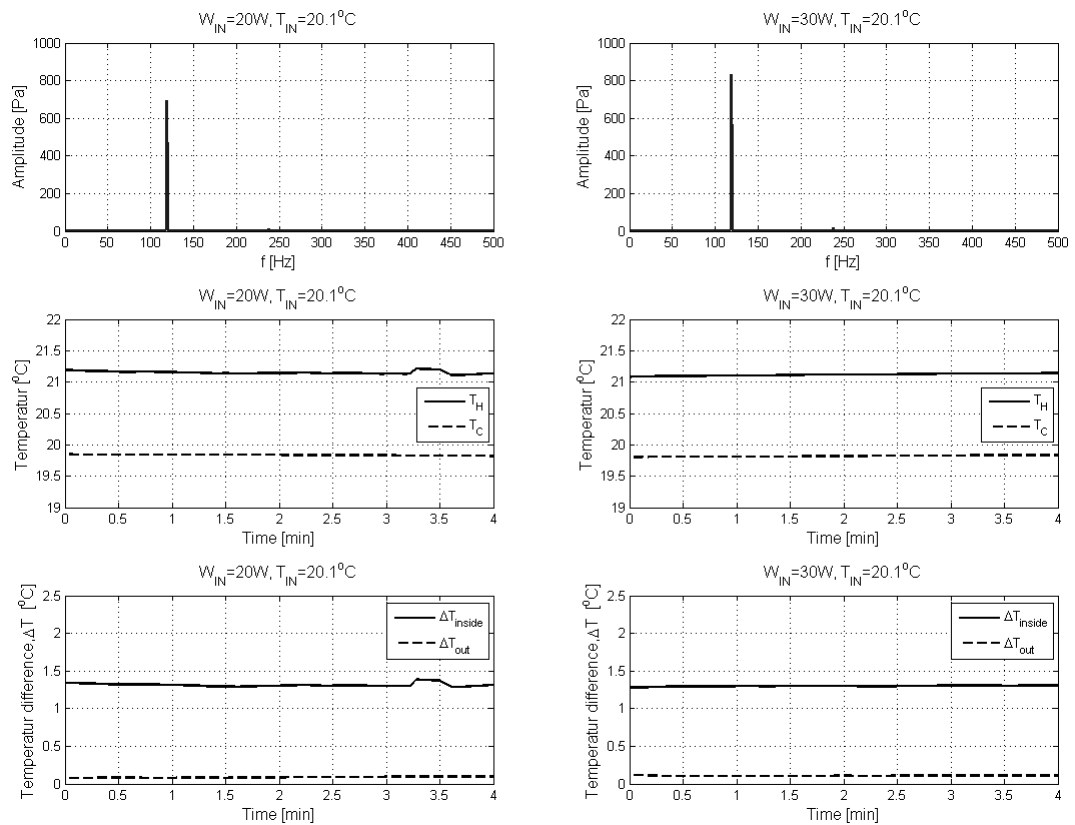 W_IN=20W, T_IN=20.1°C
Amplitude [Pa]
1000
800
600
400
200
0
0 50 100 150 200 250 300 350 400 450 500
f [Hz]
W_IN=30W, T_IN=20.1°C
Amplitude [Pa]
1000
800
600
400
200
0
0 50 100 150 200 250 300 350 400 450 500
f [Hz]
W_IN=20W, T_IN=20.1°C
Temperatur [°C]
22
21.5
21
20.5
20
19.5
19
T_H
T_C
0 0.5 1 1.5 2 2.5 3 3.5 4
Time [min]
W_IN=30W, T_IN=20.1°C
Temperatur [°C]
22
21.5
21
20.5
20
19.5
19
T_H
T_C
0 0.5 1 1.5 2 2.5 3 3.5 4
Time [min]
W_IN=20W, T_IN=20.1°C
Temperatur difference,ΔT [°C]
2.5
2
1.5
1
0.5
0
ΔT_inside
ΔT_out
0 0.5 1 1.5 2 2.5 3 3.5 4
Time [min]
W_IN=30W, T_IN=20.1°C
Temperatur difference,ΔT [°C]
2.5
2
1.5
1
0.5
0
ΔT_inside
ΔT_out
0 0.5 1 1.5 2 2.5 3 3.5 4
Time [min]